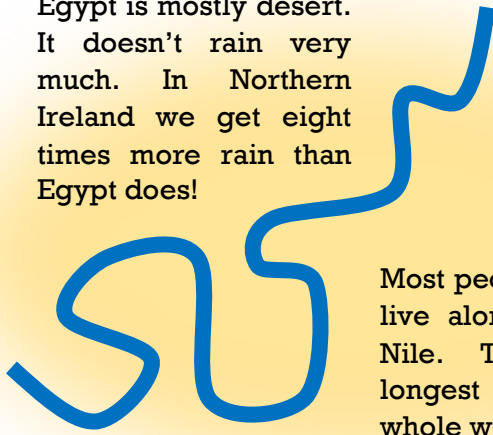 Egypt is mostly desert.
It doesn't rain very
much. In Northern
Ireland we get eight
times more rain than
Egypt does!
Most
live
Nile.
longest
whole